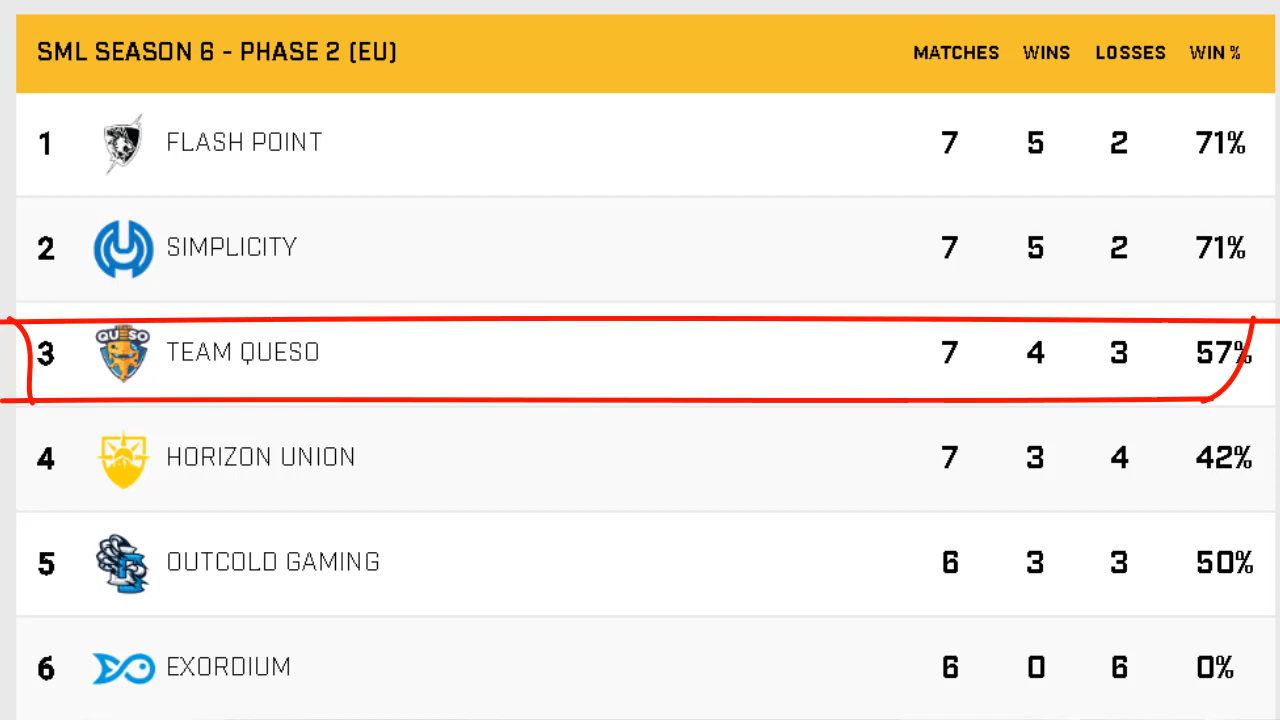 SML SEASON 6 - PHASE 2 (EU) MATCHES WINS LOSSES WIN %
1 FLASH POINT 7 5 2 71%
2 SIMPLICITY 7 5 2 71%
QUESO
3 TEAM QUESO 7 4 3 57%
4 HORIZON UNION 7 3 4 42%
5 OUTCOLD GAMING 6 3 3 50%
6 EXORDIUM 6 0 6 0%